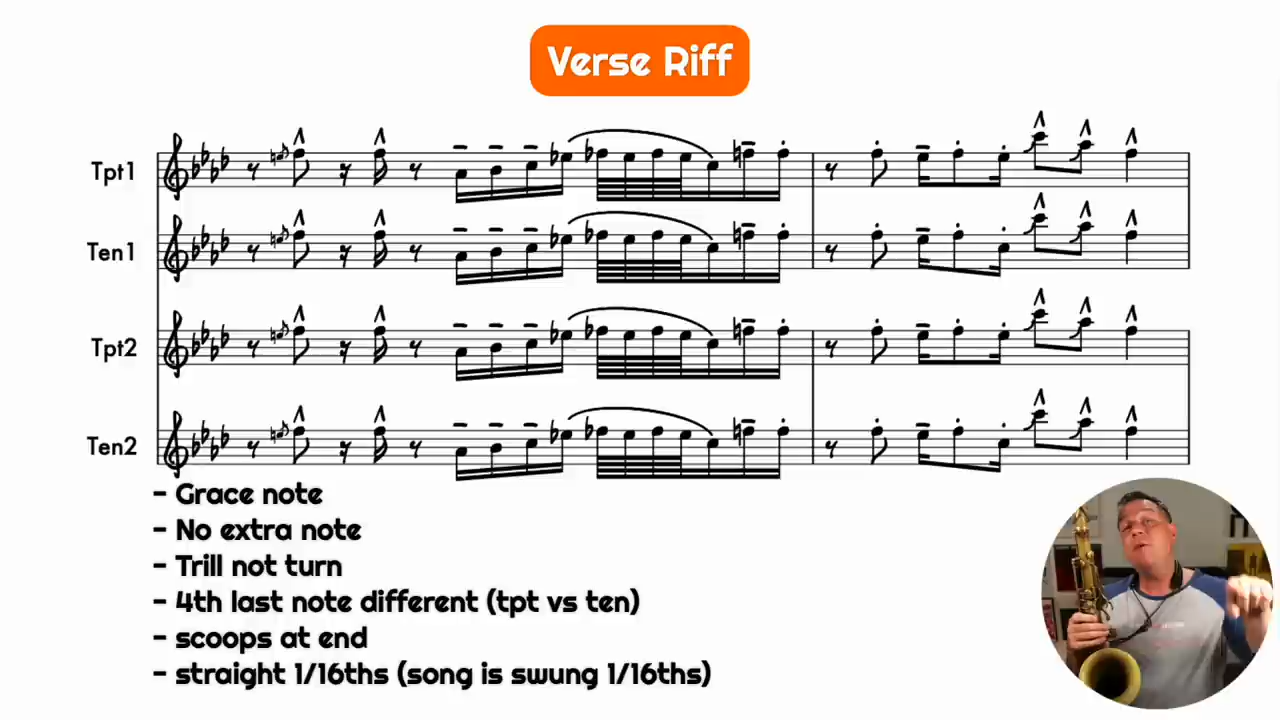 Verse Riff
Tpt1
Ten1
Tpt2
Ten2
- Grace note
- No extra note
- Trill not turn
- 4th last note different (tpt vs ten)
- scoops at end
- straight 1/16ths (song is swung 1/16ths)